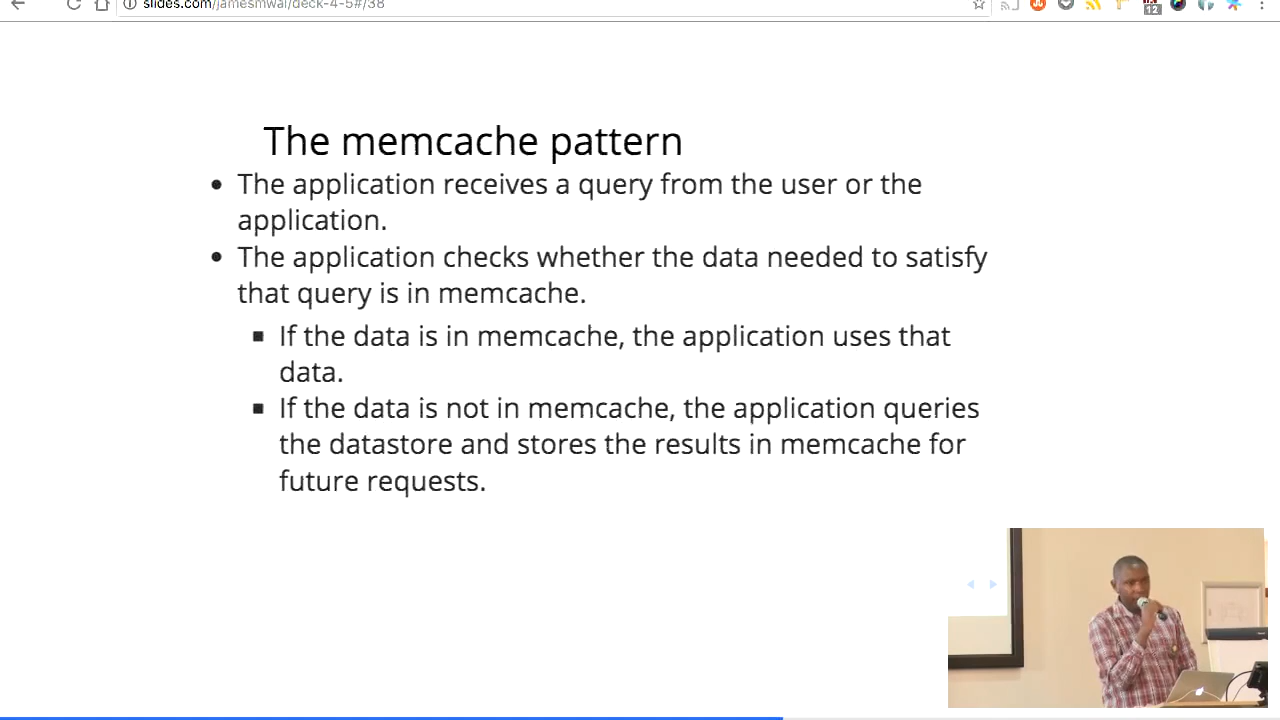 slides.com/jamesmwai/deck-4-5#/38
12
The memcache pattern
The application receives a query from the user or the
application.
The application checks whether the data needed to satisfy
that query is in memcache.
If the data is in memcache, the application uses that
data.
If the data is not in memcache, the application queries
the datastore and stores the results in memcache for
future requests.